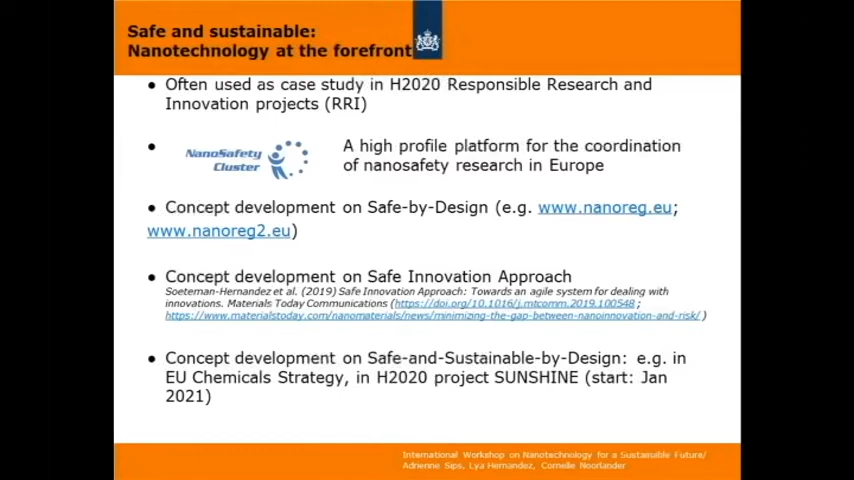 Safe and sustainable:
Nanotechnology at the forefront
● Often used as case study in H2020 Responsible Research and
Innovation projects (RRI)
● NanoSafety Cluster
A high profile platform for the coordination
of nanosafety research in Europe
● Concept development on Safe-by-Design (e.g. www.nanoreg.eu;
www.nanoreg2.eu)
● Concept development on Safe Innovation Approach
Soeteman-Hernandez et al. (2019) Safe Innovation Approach: Towards an agile system for dealing with
innovations. Materials Today Communications (https://doi.org/10.1016/j.mtcomm.2019.100548 ;
https://www.materialstoday.com/nanomaterials/news/minimizing-the-gap-between-nanoinnovation-and-risk/ )
● Concept development on Safe-and-Sustainable-by-Design: e.g. in
EU Chemicals Strategy, in H2020 project SUNSHINE (start: Jan
2021)
International Workshop on Nanotechnology for a Sustainable Future/
Adrienne Sips, Lya Hernandez, Cornelle Noorlander